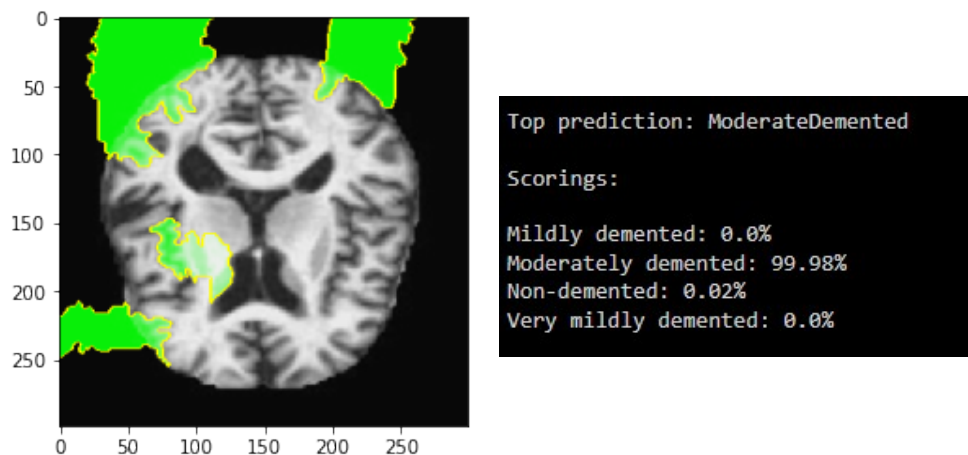 0
50
100
150
200
250
0 50 100 150 200 250
Top prediction: ModerateDemented
Scorings:
Mildly demented: 0.0%
Moderately demented: 99.98%
Non-demented: 0.02%
Very mildly demented: 0.0%